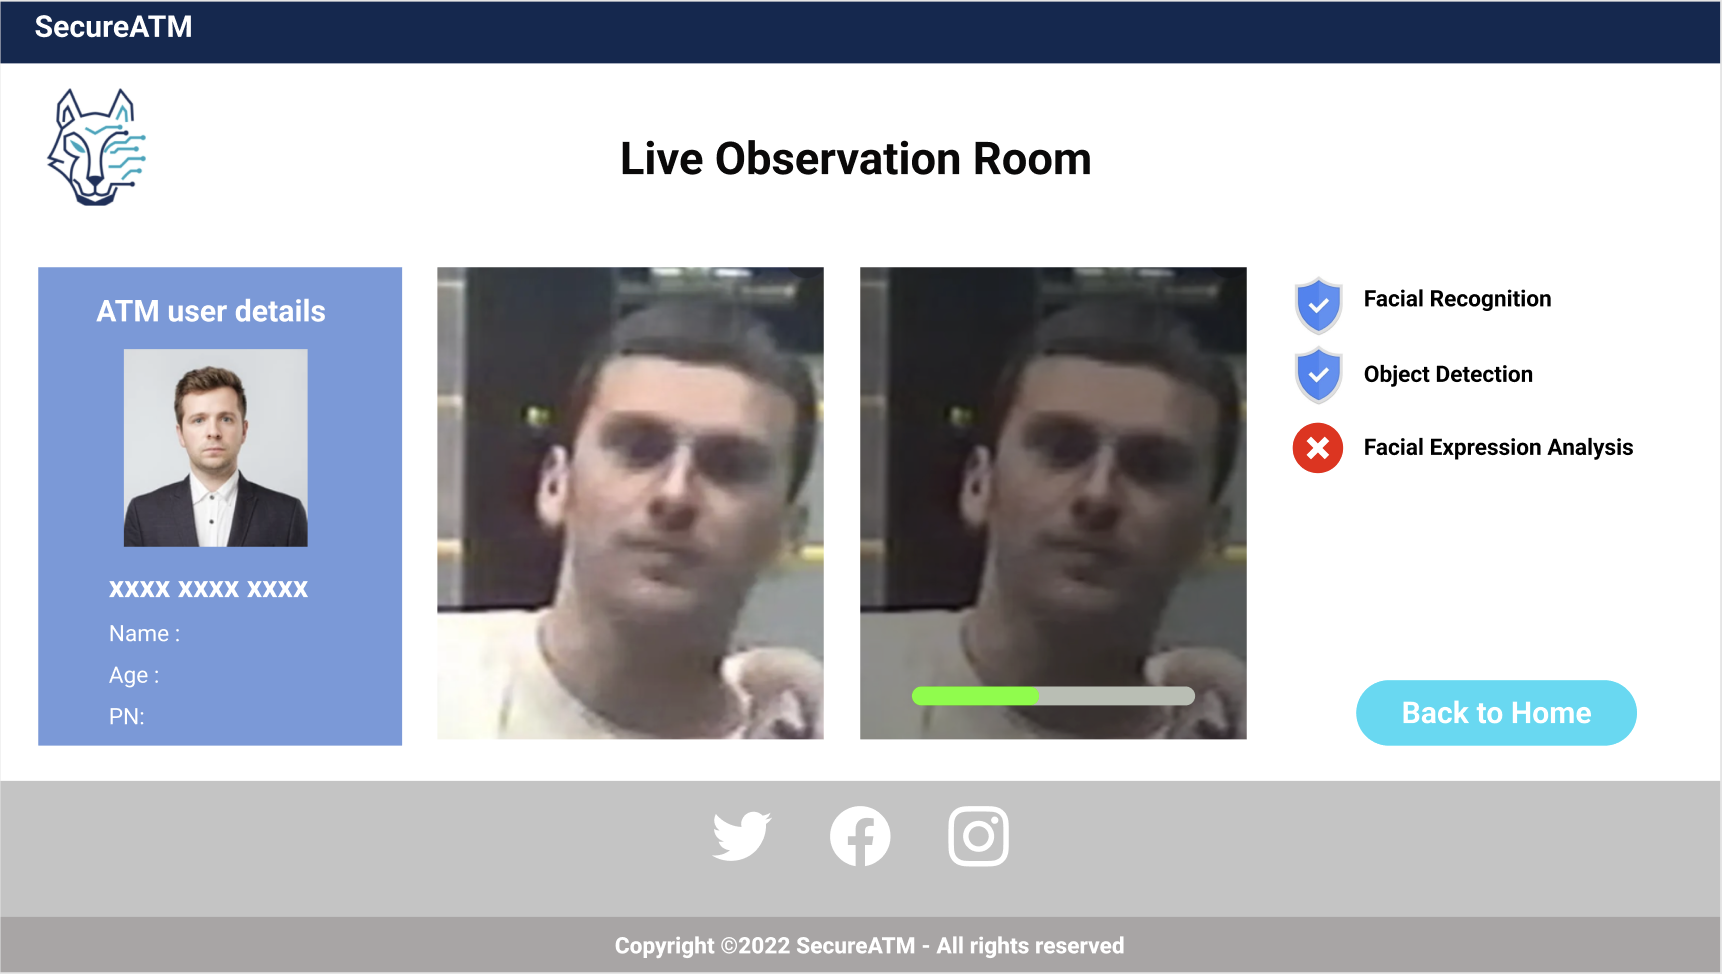 SecureATM
Live Observation Room
ATM user details
xxxx xxxx xxxx
Name :
Age :
PN:
Facial Recognition
Object Detection
Facial Expression Analysis
Back to Home
Copyright ©2022 SecureATM - All rights reserved